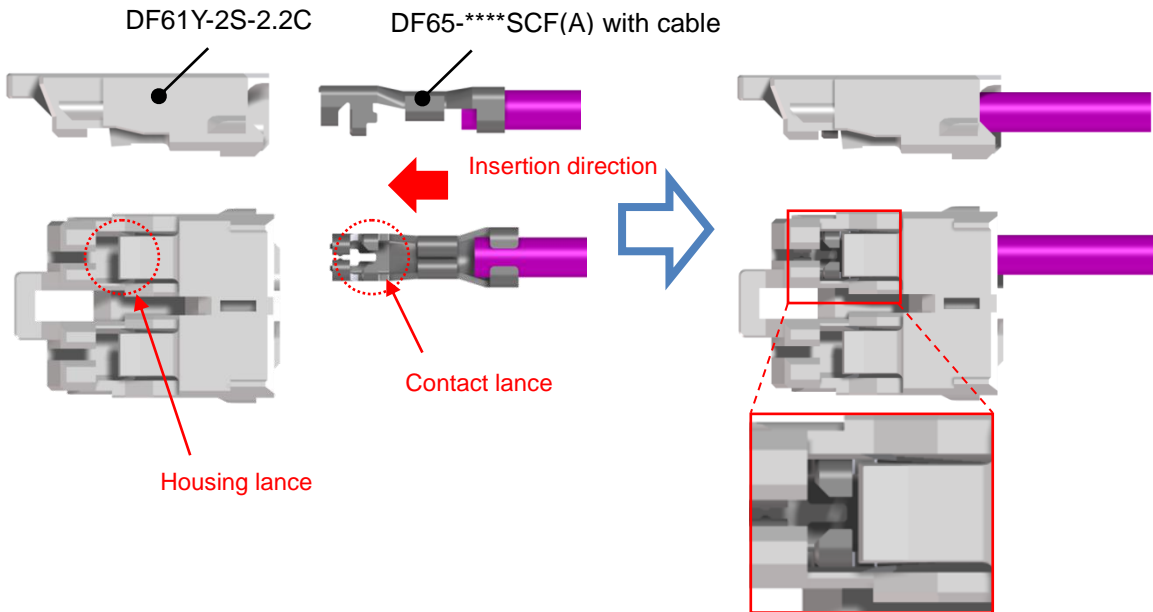 DF61Y-2S-2.2C
DF65-****SCF(A) with cable
Insertion direction
Contact lance
Housing lance